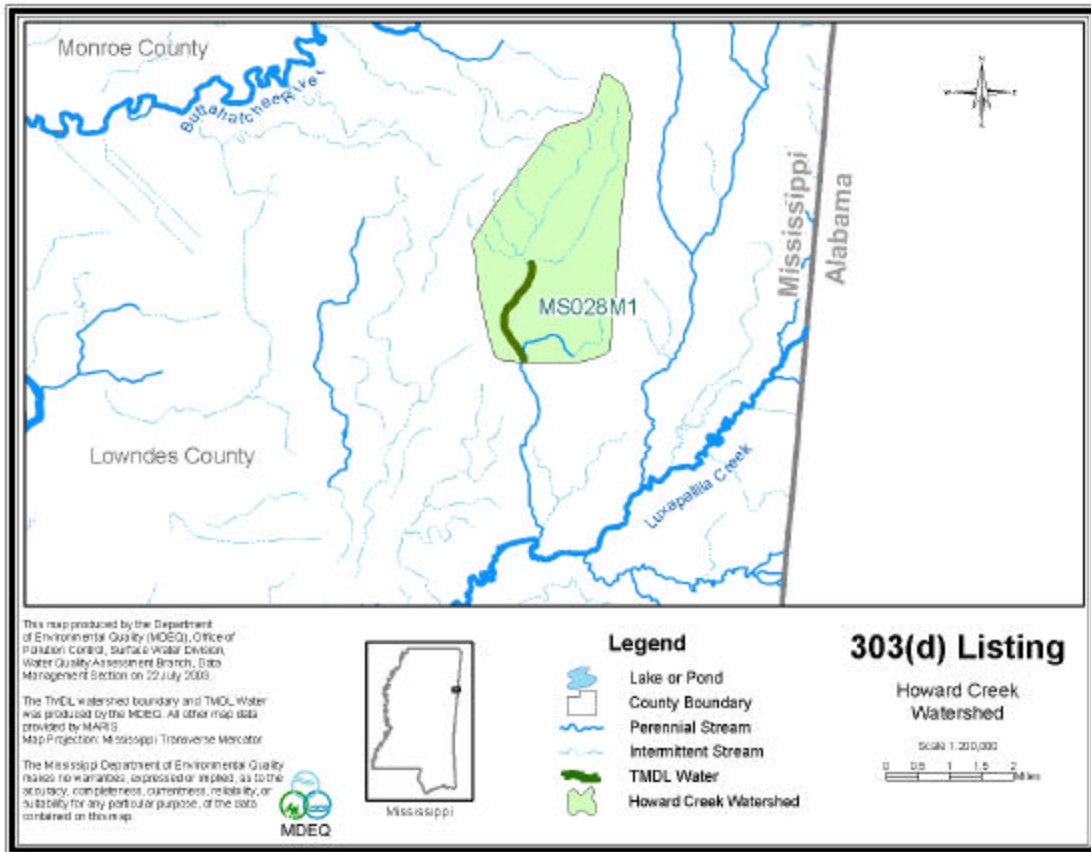 Monroe County
Buttahatchee River
Mississippi
Alabama
MS028M1
Lowndes County
Luxapallila Creek
N
W
E
S
This map produced by the Department
of Environmental Quality (MDEQ), Office of
Pollution Control, Surface Water Division,
Water Quality Assessment Branch, Data
Management Section on 22 July 2003.
The TMDL watershed boundary and TMDL Water
was produced by the MDEQ. All other map data
provided by MARIS
Map Projection: Mississippi Transverse Mercator
The Mississippi Department of Environmental Quality
makes no warranties, expressed or implied, as to the
accuracy, completeness, currentness, reliability, or
suitability for any particular purpose, of the data
contained on this map.
MDEQ
Mississippi
Legend
Lake or Pond
County Boundary
Perennial Stream
Intermittent Stream
TMDL Water
Howard Creek Watershed
303(d) Listing
Howard Creek
Watershed
Scale 1:200,000
0 0.5 1 1.5 2
Miles